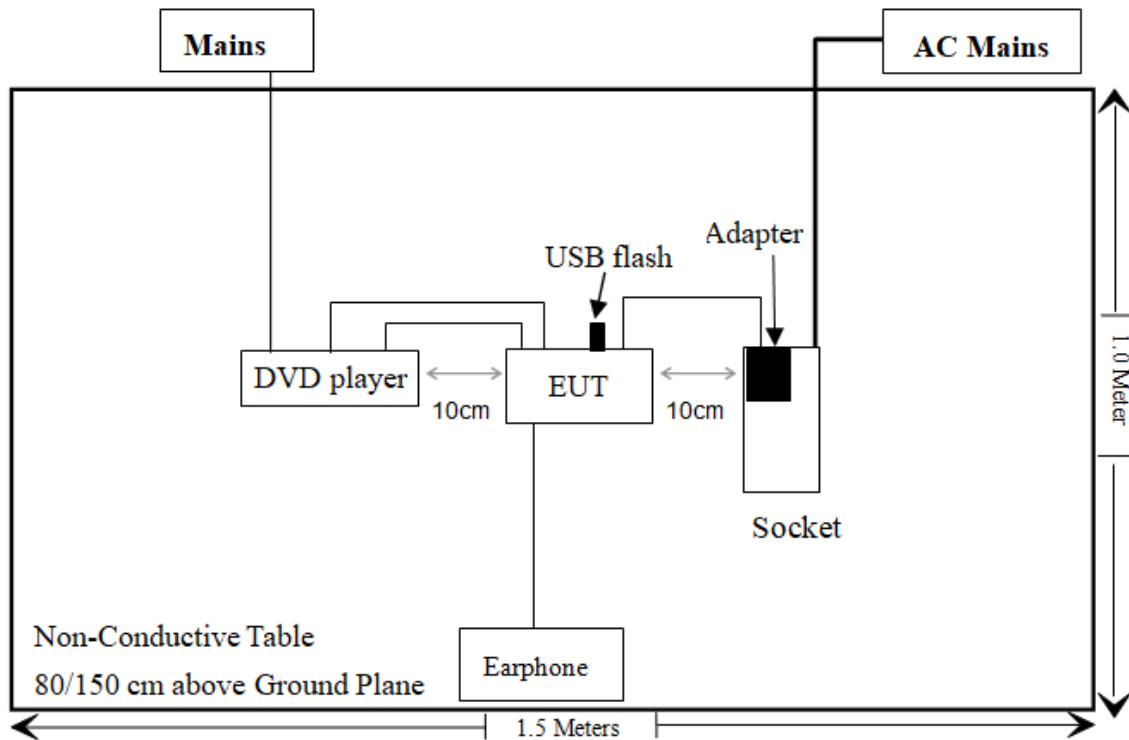 Mains
AC Mains
Adapter
USB flash
DVD player
EUT
10cm
10cm
Socket
1.0 Meter
Non-Conductive Table
80/150 cm above Ground Plane
Earphone
1.5 Meters